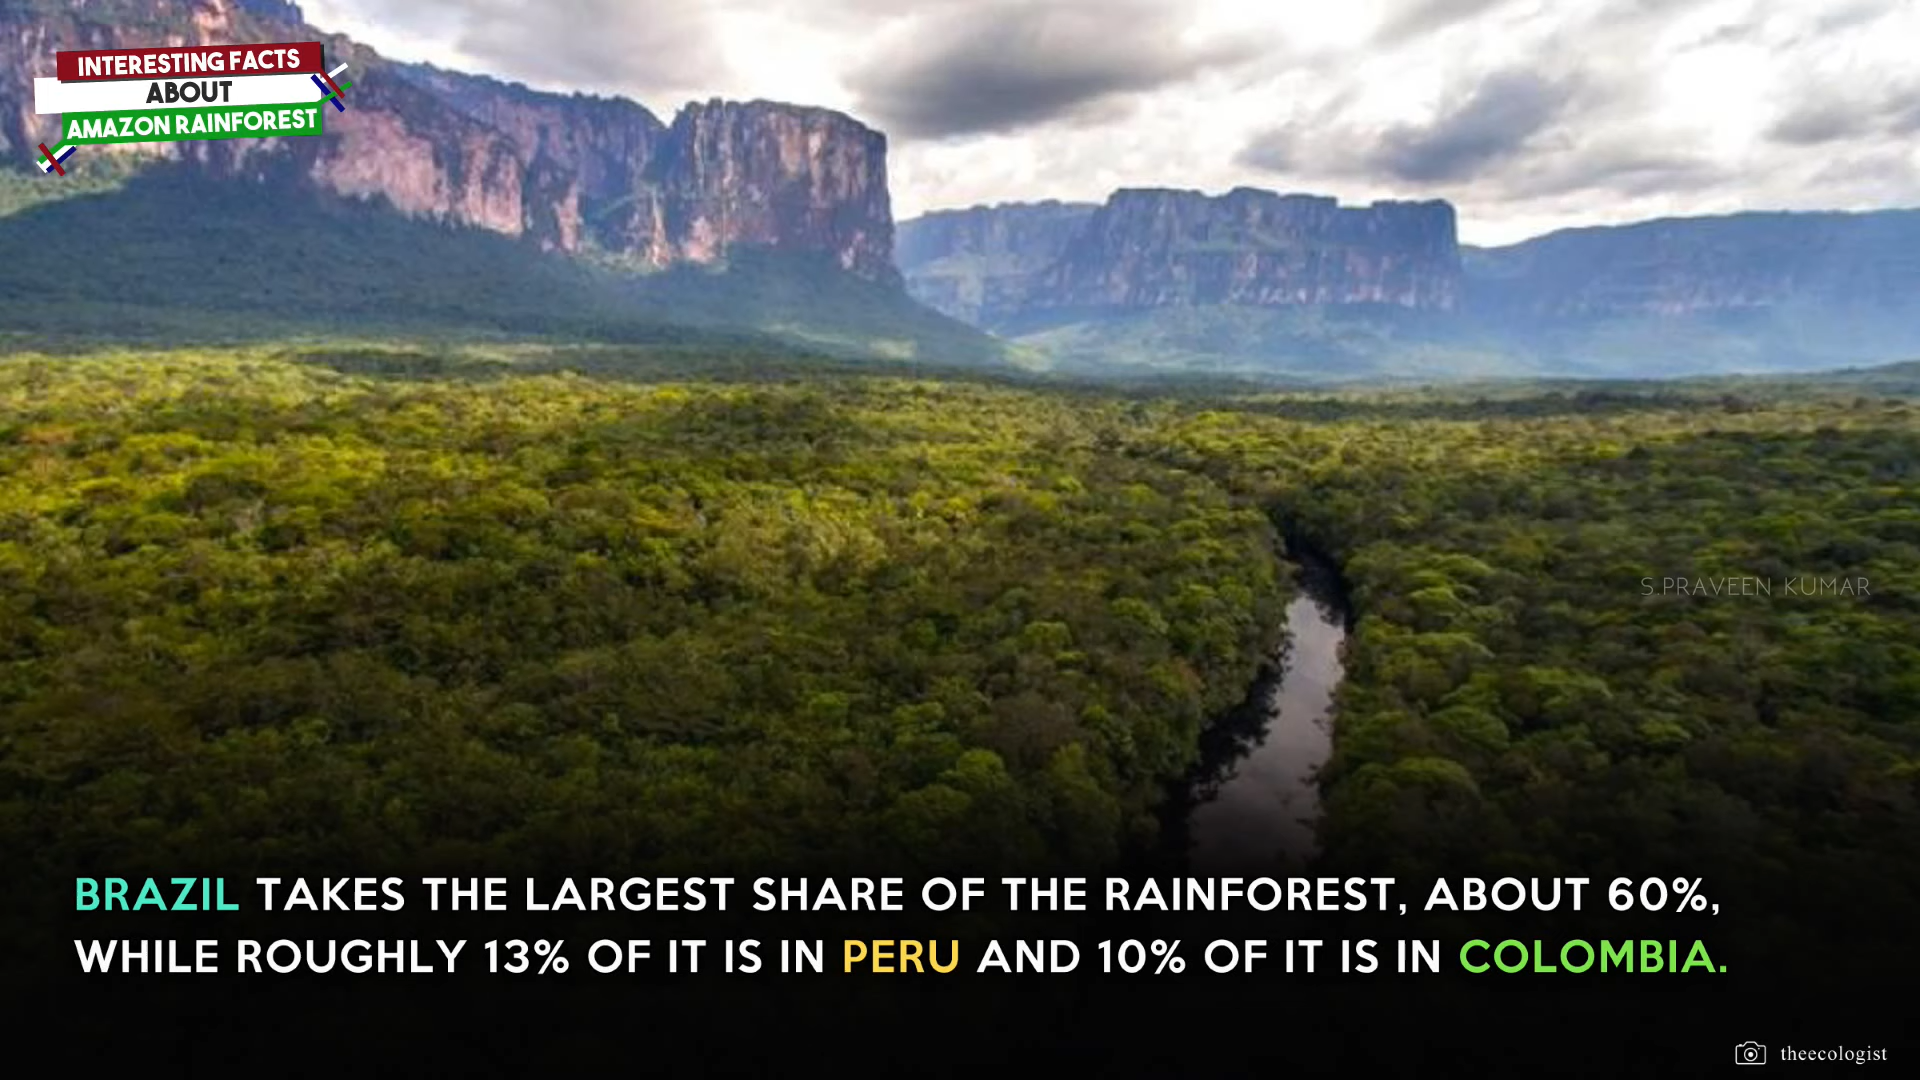 INTERESTING FACTS
ABOUT
AMAZON RAINFOREST
S.PRAVEEN KUMAR
BRAZIL TAKES THE LARGEST SHARE OF THE RAINFOREST, ABOUT 60%,
WHILE ROUGHLY 13% OF IT IS IN PERU AND 10% OF IT IS IN COLOMBIA.
theecologist